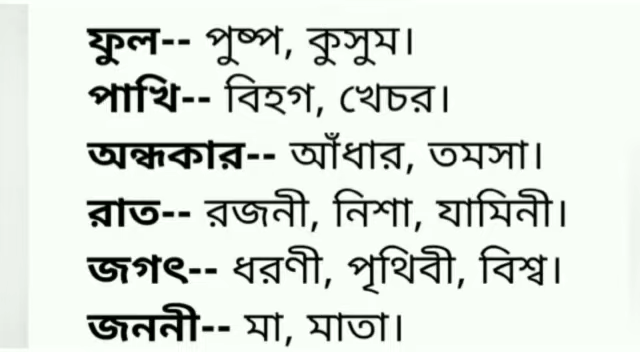 ফুল-- পুষ্প, কুসুম।
পাখি-- বিহগ, খেচর।
অন্ধকার-- আঁধার, তমসা।
রাত-- রজনী, নিশা, যামিনী।
জগৎ-- ধরণী, পৃথিবী, বিশ্ব।
জননী-- মা, মাতা।